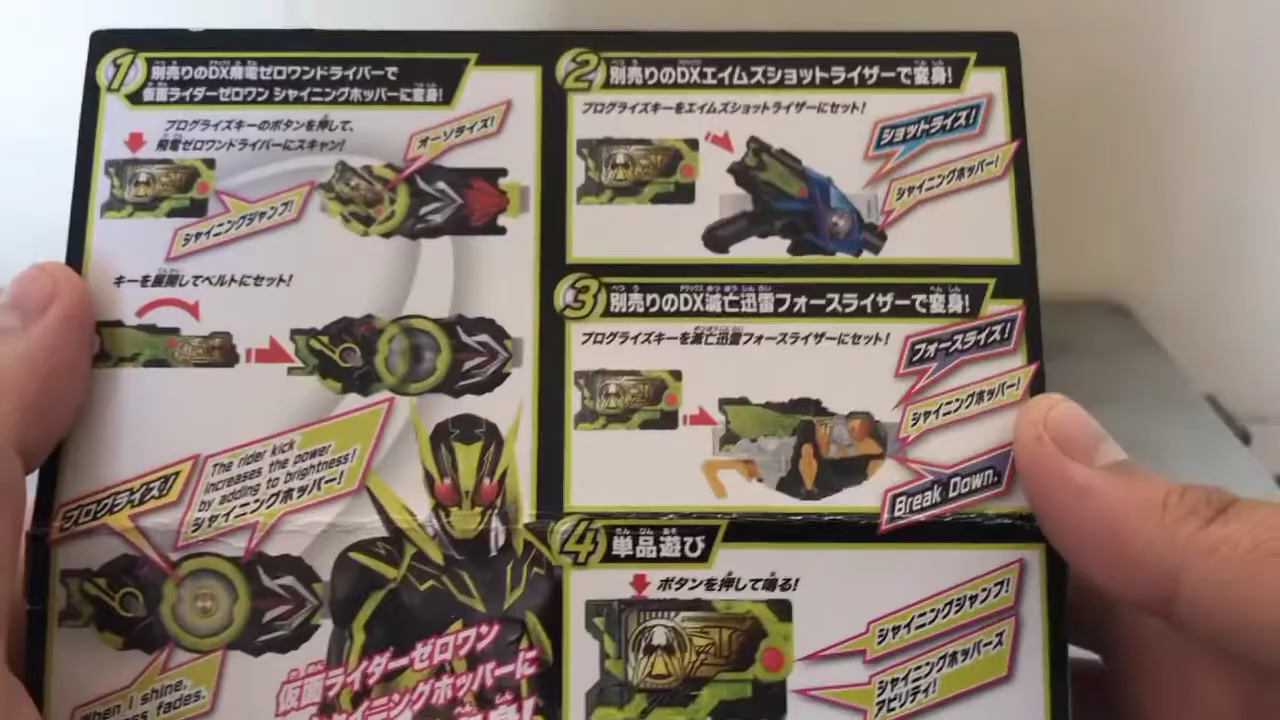 1
別売りのDX飛電ゼロワンドライバーで
仮面ライダーゼロワン シャイニングホッパーに変身!
プログライズキーのボタンを押して、
飛電ゼロワンドライバーにスキャン!
オーソライズ!
シャイニングジャンプ!
キーを展開してベルトにセット!
プログライズ!
The rider kick
increases the power
by adding to brightness!
シャイニングホッパー!
When I shine,
fades.
仮面ライダーゼロワン
シャイニングホッパーに
2
別売りのDXエイムズショットライザーで変身!
プログライズキーをエイムズショットライザーにセット!
ショットライズ!
シャイニングホッパー!
3
別売りのDX滅亡迅雷フォースライザーで変身!
プログライズキーを滅亡迅雷フォースライザーにセット!
フォースライズ!
シャイニングホッパー!
Break Down.
4
単品遊び
ボタンを押して鳴る!
シャイニングジャンプ!
シャイニングホッパーズ
アビリティ!